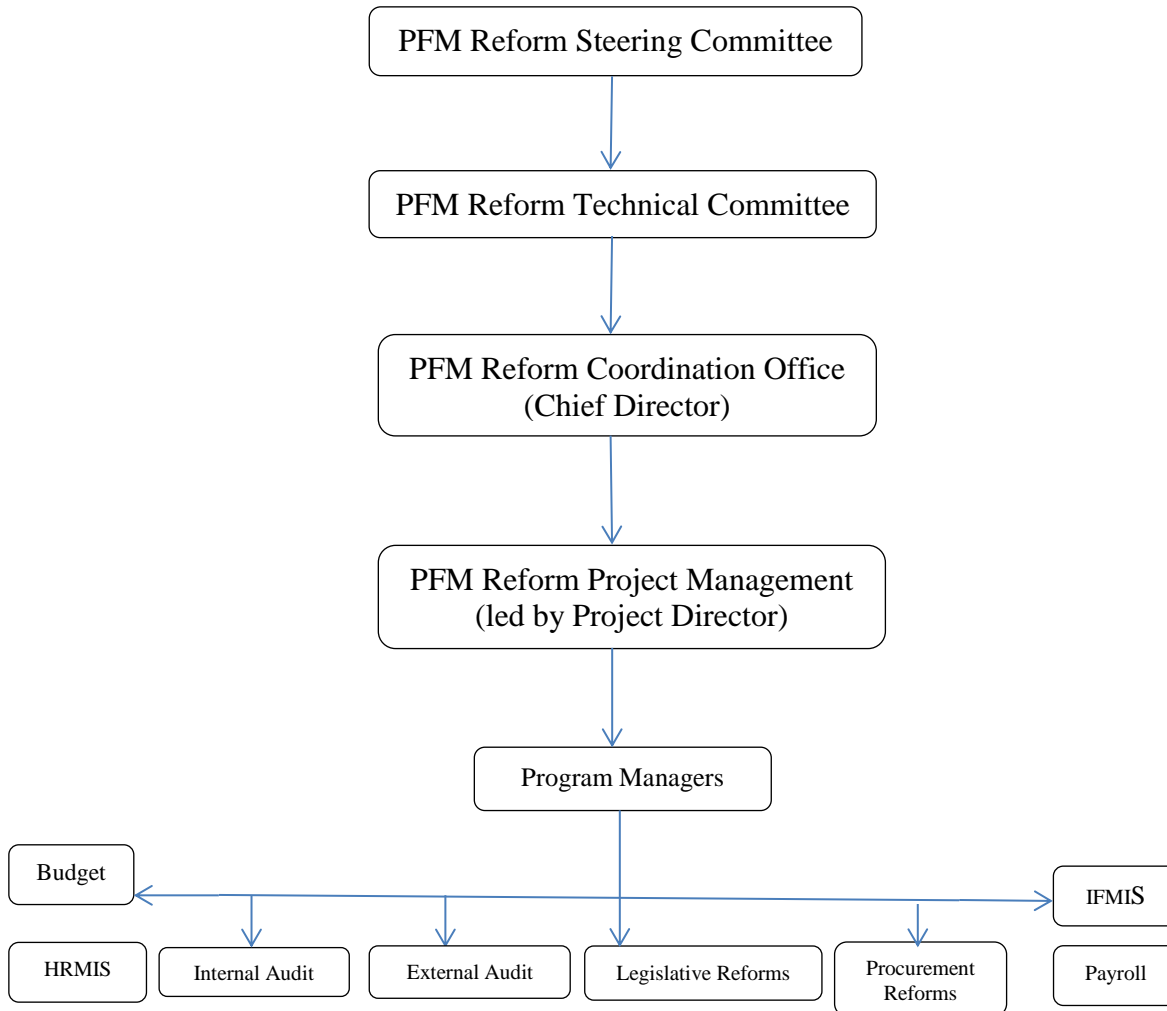 PFM Reform Steering Committee
PFM Reform Technical Committee
PFM Reform Coordination Office
(Chief Director)
PFM Reform Project Management
(led by Project Director)
Program Managers
Budget
IFMIS
HRMIS
Internal Audit
External Audit
Legislative Reforms
Procurement
Reforms
Payroll